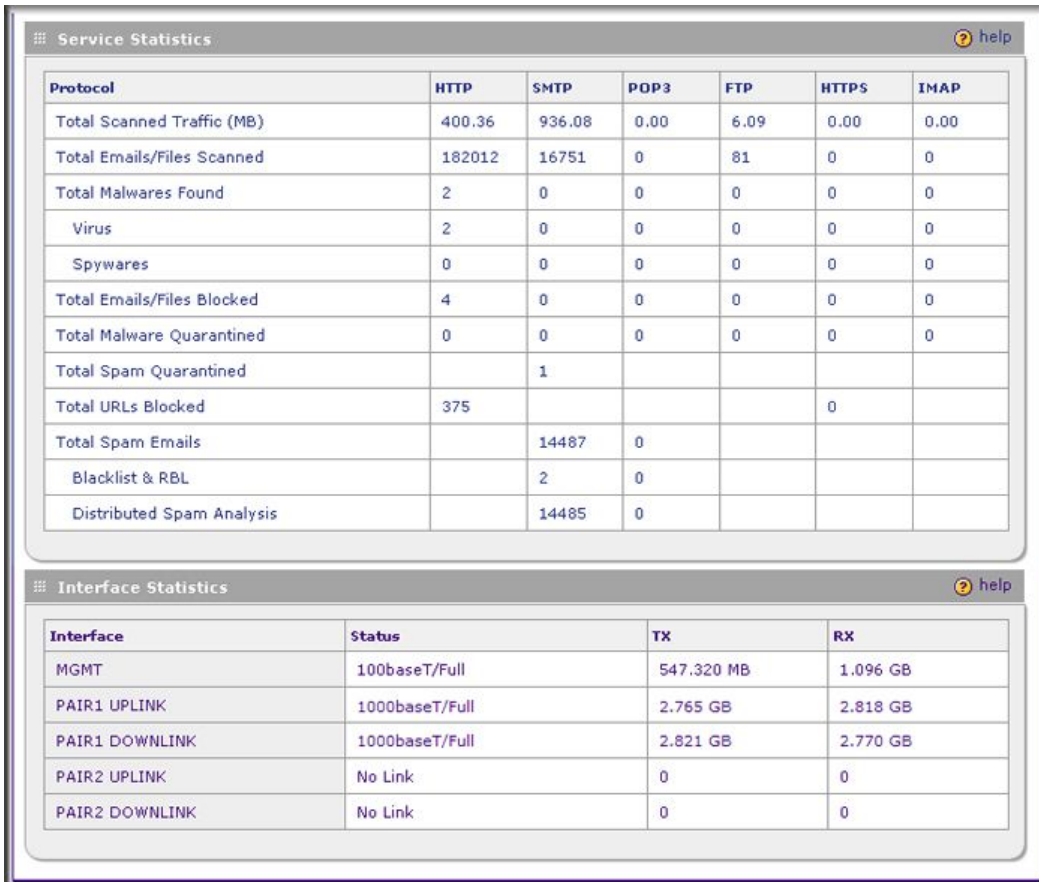 Service Statistics help
Protocol HTTP SMTP POP3 FTP HTTPS IMAP
Total Scanned Traffic (MB) 400.36 936.08 0.00 6.09 0.00 0.00
Total Emails/Files Scanned 182012 16751 0 81 0 0
Total Malwares Found 2 0 0 0 0 0
Virus 2 0 0 0 0 0
Spywares 0 0 0 0 0 0
Total Emails/Files Blocked 4 0 0 0 0 0
Total Malware Quarantined 0 0 0 0 0 0
Total Spam Quarantined 1
Total URLs Blocked 375 0
Total Spam Emails 14487 0
Blacklist & RBL 2 0
Distributed Spam Analysis 14485 0
Interface Statistics help
Interface Status TX RX
MGMT 100baseT/Full 547.320 MB 1.096 GB
PAIR1 UPLINK 1000baseT/Full 2.765 GB 2.818 GB
PAIR1 DOWNLINK 1000baseT/Full 2.821 GB 2.770 GB
PAIR2 UPLINK No Link 0 0
PAIR2 DOWNLINK No Link 0 0